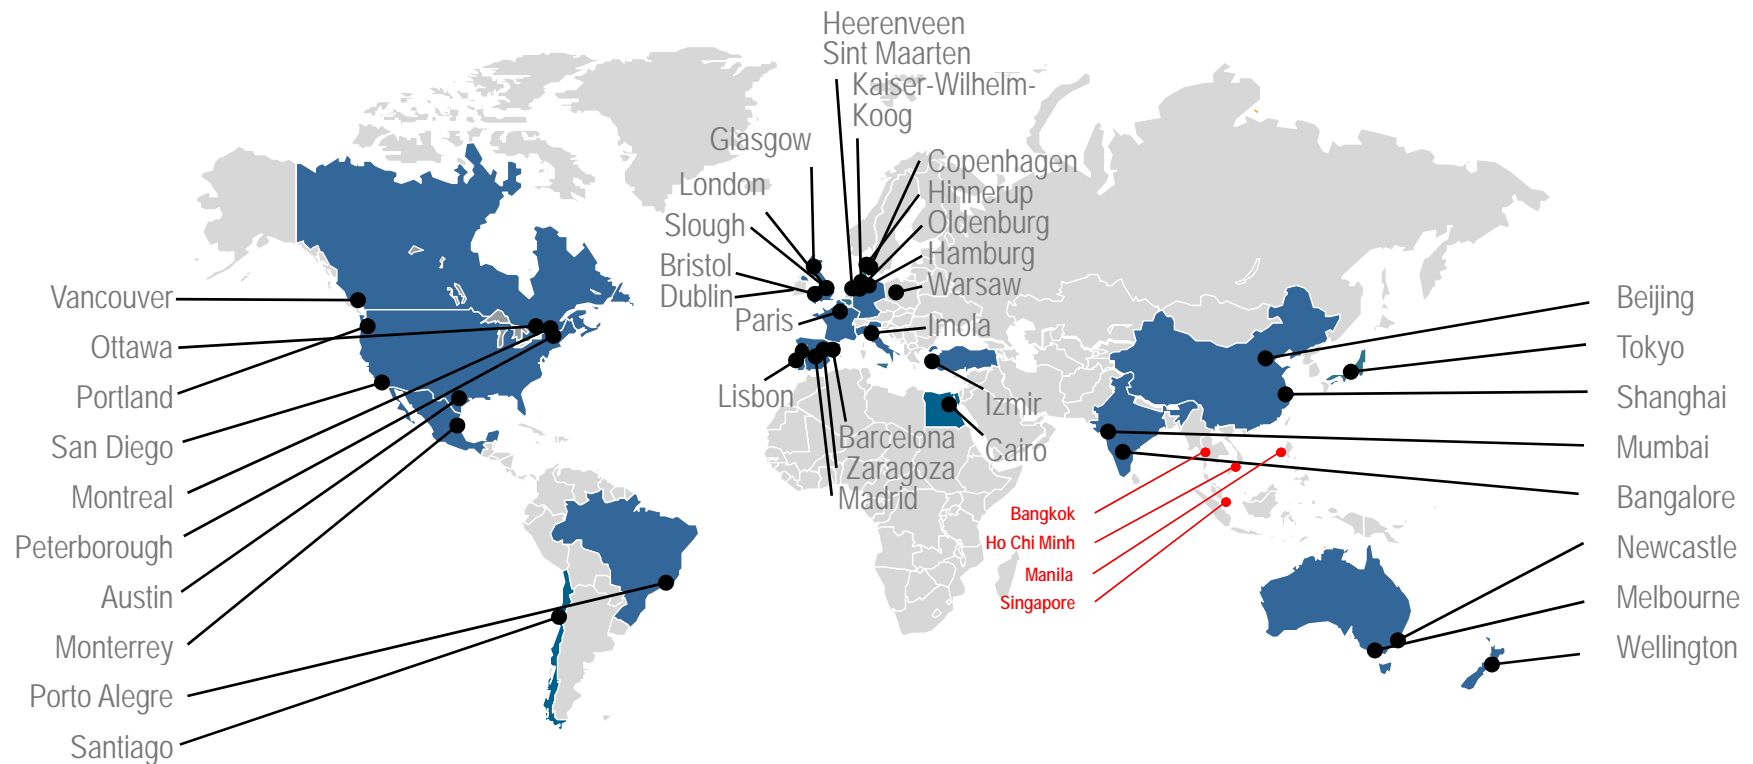 Heerenveen
Sint Maarten
Kaiser-Wilhelm-
Koog
Glasgow
London
Slough
Bristol
Dublin
Paris
Lisbon
Copenhagen
Hinnerup
Oldenburg
Hamburg
Warsaw
Imola
Izmir
Cairo
Barcelona
Zaragoza
Madrid
Vancouver
Ottawa
Portland
San Diego
Montreal
Peterborough
Austin
Monterrey
Porto Alegre
Santiago
Bangkok
Ho Chi Minh
Manila
Singapore
Beijing
Tokyo
Shanghai
Mumbai
Bangalore
Newcastle
Melbourne
Wellington